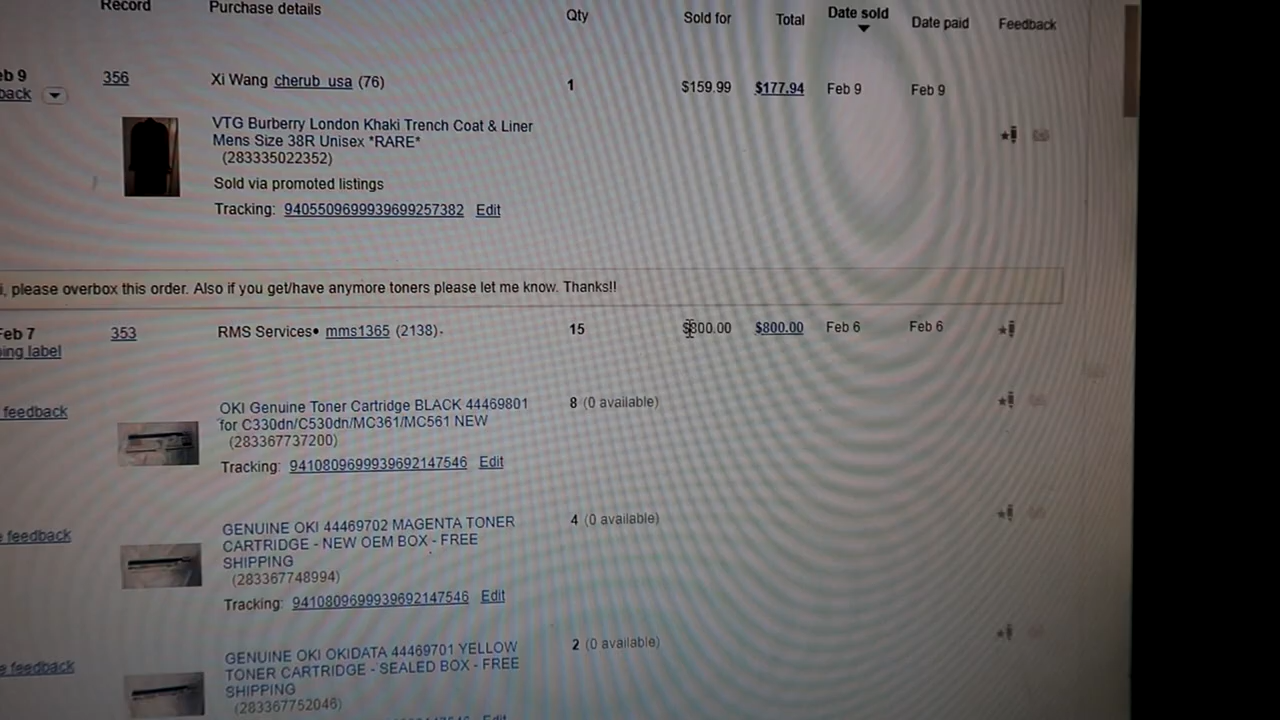 Record Purchase details Qty Sold for Total Date sold Date paid Feedback
eb 9 356 Xi Wang cherub_usa (76) 1 $159.99 $177.94 Feb 9 Feb 9
back
VTG Burberry London Khaki Trench Coat & Liner
Mens Size 38R Unisex *RARE*
(283335022352)
Sold via promoted listings
Tracking: 9405509699939699257382 Edit
i, please overbox this order. Also if you get/have anymore toners please let me know. Thanks!!
Feb 7 353 RMS Services• mms1365 (2138) 15 $800.00 $800.00 Feb 6 Feb 6
ing label
feedback OKI Genuine Toner Cartridge BLACK 44469801 8 (0 available)
for C330dn/C530dn/MC361/MC561 NEW
(283367737200)
Tracking: 9410809699939692147546 Edit
e feedback GENUINE OKI 44469702 MAGENTA TONER 4 (0 available)
CARTRIDGE - NEW OEM BOX - FREE
SHIPPING
(283367748994)
Tracking: 9410809699939692147546 Edit
e feedback GENUINE OKI OKIDATA 44469701 YELLOW 2 (0 available)
TONER CARTRIDGE - SEALED BOX - FREE
SHIPPING
(283367752046)